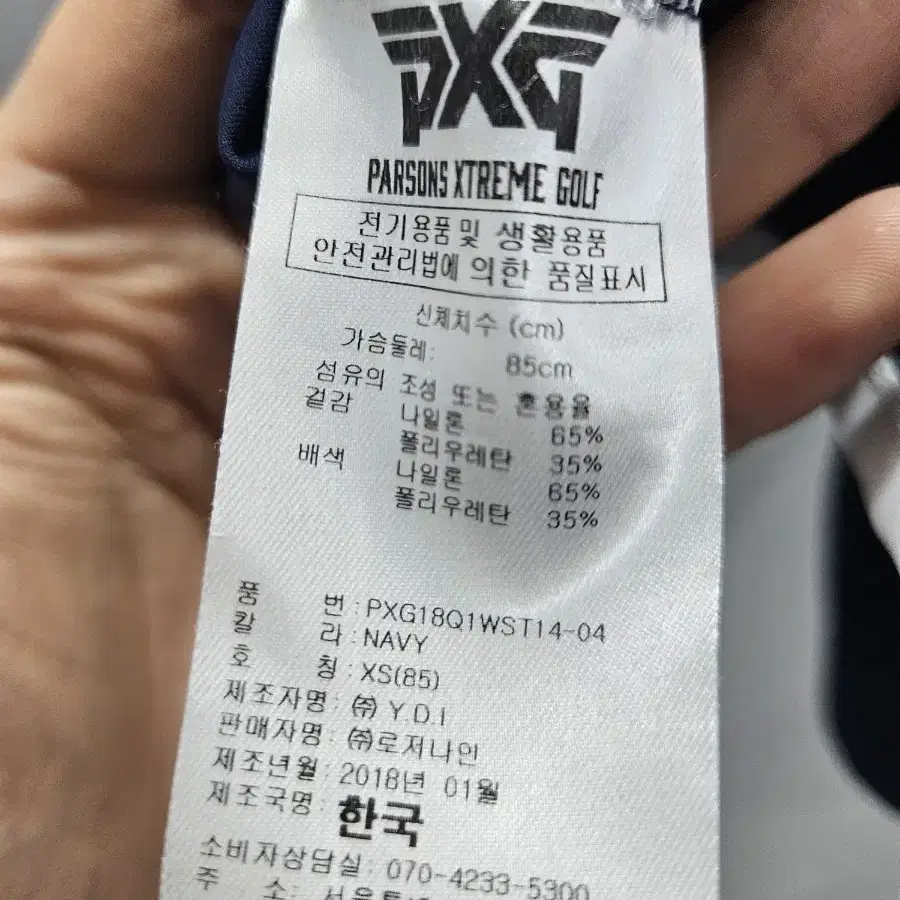 PXG
PARSONS XTREME GOLF
전기용품 및 생활용품
안전관리법에 의한 품질표시
신체치수 (cm)
가슴둘레: 85cm
섬유의 조성 또는 혼용율
겉감 나일론 65%
폴리우레탄 35%
배색 나일론 65%
폴리우레탄 35%
품 번 : PXG18Q1WST14-04
칼 라 : NAVY
호 칭 : XS(85)
제조자명 : ㈜ Y.D.I
판매자명 : ㈜로저나인
제조년월 : 2018년 01월
제조국명 : 한국
소비자상담실: 070-4233-5300
주 소: